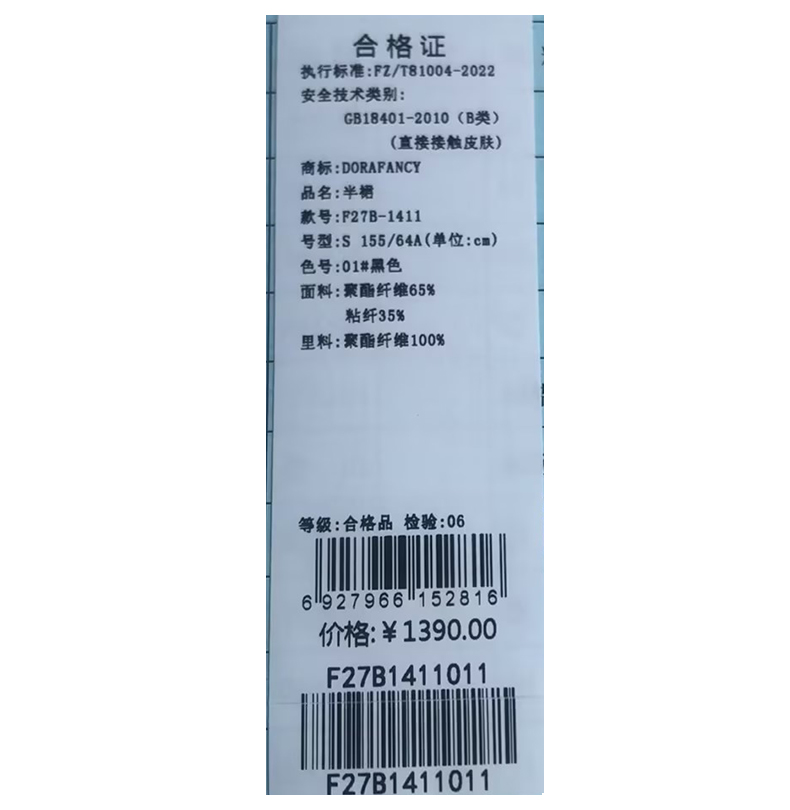 合格证
执行标准:FZ/T81004-2022
安全技术类别:
GB18401-2010（B类）
(直接接触皮肤)
商标:DORAFANCY
品名:半裙
款号:F27B-1411
号型:S 155/64A(单位:cm)
色号:01#黑色
面料:聚酯纤维65%
粘纤35%
里料:聚酯纤维100%
等级:合格品 检验:06
6 927966 152816
价格:￥1390.00
F27B1411011
F27B1411011